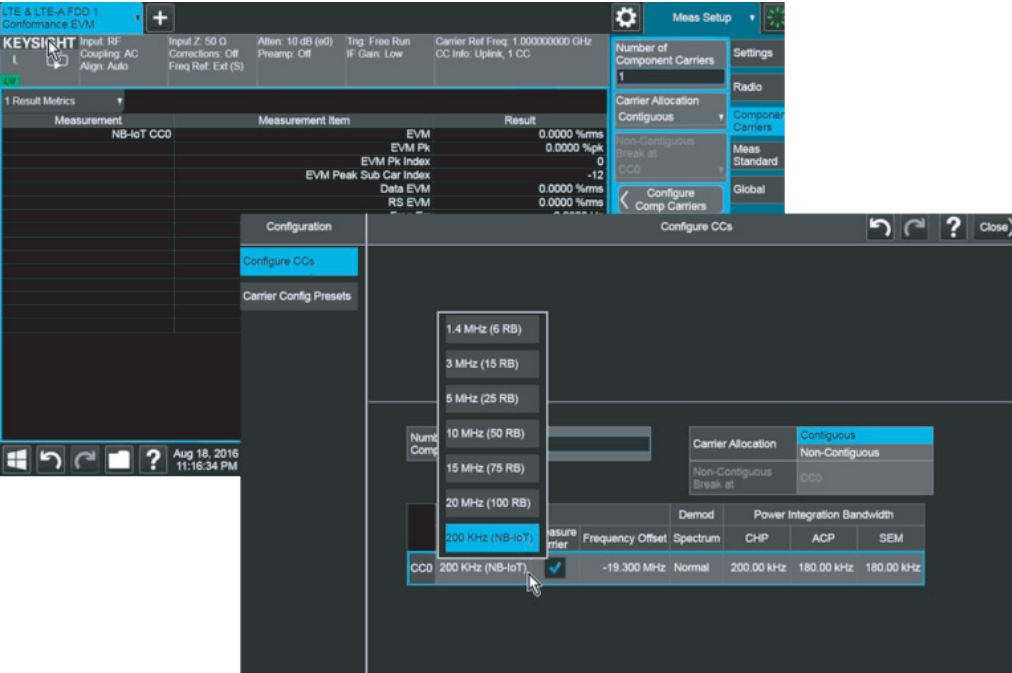 LTE & LTE-A FDD 1
Conformance EVM
Meas Setup
KEYSIGHT
L
Input: RF
Coupling: AC
Align: Auto
Input Z: 50 Ω
Corrections: Off
Freq Ref: Ext (S)
Atten: 10 dB (e0)
Preamp: Off
Trig: Free Run
IF Gain: Low
Carrier Ref Freq: 1.000000000 GHz
CC Info: Uplink, 1 CC
Number of
Component Carriers
1
Carrier Allocation
Contiguous
Non-Contiguous
Break at
CC0
Configure
Comp Carriers
Settings
Radio
Component
Carriers
Meas
Standard
Global
1 Result Metrics
Measurement Measurement Item Result
NB-IoT CC0 EVM 0.0000 %rms
EVM Pk 0.0000 %pk
EVM Pk Index 0
EVM Peak Sub Car Index -12
Data EVM 0.0000 %rms
RS EVM 0.0000 %rms
?
Aug 18, 2016
11:16:34 PM
Configuration
Configure CCs
? Close
Configure CCs
Carrier Config Presets
1.4 MHz (6 RB)
3 MHz (15 RB)
5 MHz (25 RB)
10 MHz (50 RB)
15 MHz (75 RB)
20 MHz (100 RB)
200 KHz (NB-IoT)
Carrier Allocation
Contiguous
Non-Contiguous
Non-Contiguous
Break at
CC0
Demod Power Integration Bandwidth
Frequency Offset Spectrum CHP ACP SEM
CC0 200 KHz (NB-IoT) -19.300 MHz Normal 200.00 kHz 180.00 kHz 180.00 kHz